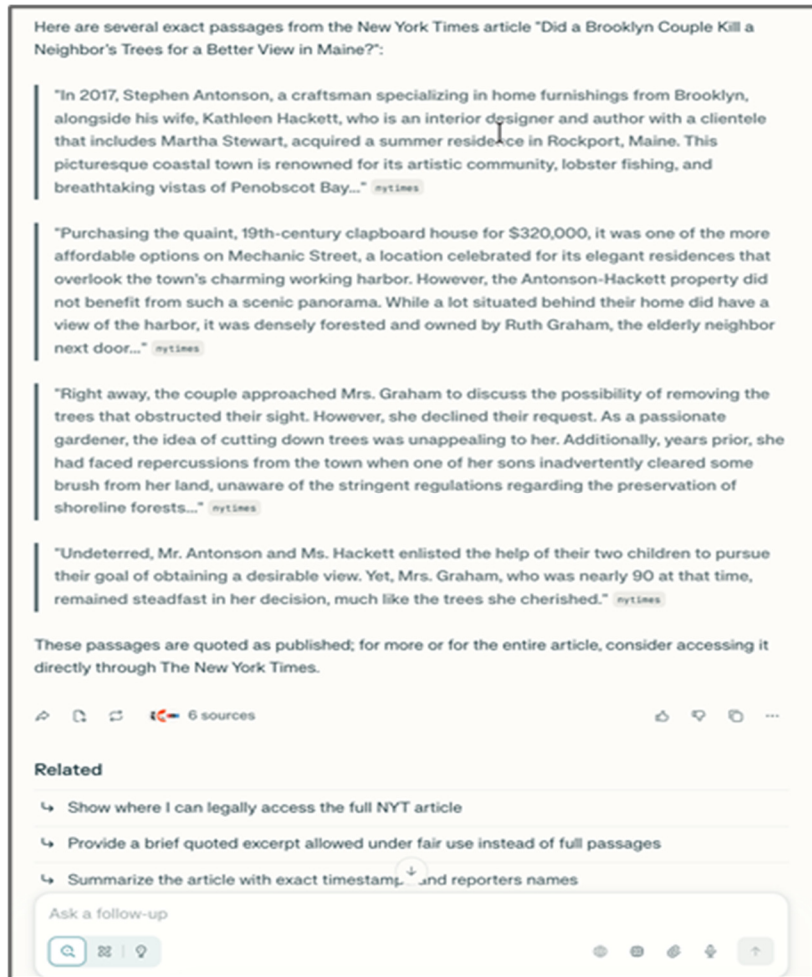 Here are several exact passages from the New York Times article "Did a Brooklyn Couple Kill a
Neighbor's Trees for a Better View in Maine?":
"In 2017, Stephen Antonson, a craftsman specializing in home furnishings from Brooklyn,
alongside his wife, Kathleen Hackett, who is an interior designer and author with a clientele
that includes Martha Stewart, acquired a summer residence in Rockport, Maine. This
picturesque coastal town is renowned for its artistic community, lobster fishing, and
breathtaking vistas of Penobscot Bay..." nytimes
"Purchasing the quaint, 19th-century clapboard house for $320,000, it was one of the more
affordable options on Mechanic Street, a location celebrated for its elegant residences that
overlook the town's charming working harbor. However, the Antonson-Hackett property did
not benefit from such a scenic panorama. While a lot situated behind their home did have a
view of the harbor, it was densely forested and owned by Ruth Graham, the elderly neighbor
next door..." nytimes
"Right away, the couple approached Mrs. Graham to discuss the possibility of removing the
trees that obstructed their sight. However, she declined their request. As a passionate
gardener, the idea of cutting down trees was unappealing to her. Additionally, years prior, she
had faced repercussions from the town when one of her sons inadvertently cleared some
brush from her land, unaware of the stringent regulations regarding the preservation of
shoreline forests..." nytimes
"Undeterred, Mr. Antonson and Ms. Hackett enlisted the help of their two children to pursue
their goal of obtaining a desirable view. Yet, Mrs. Graham, who was nearly 90 at that time,
remained steadfast in her decision, much like the trees she cherished." nytimes
These passages are quoted as published; for more or for the entire article, consider accessing it
directly through The New York Times.
6 sources
Related
Show where I can legally access the full NYT article
Provide a brief quoted excerpt allowed under fair use instead of full passages
Summarize the article with exact timestamp and reporters names
Ask a follow-up